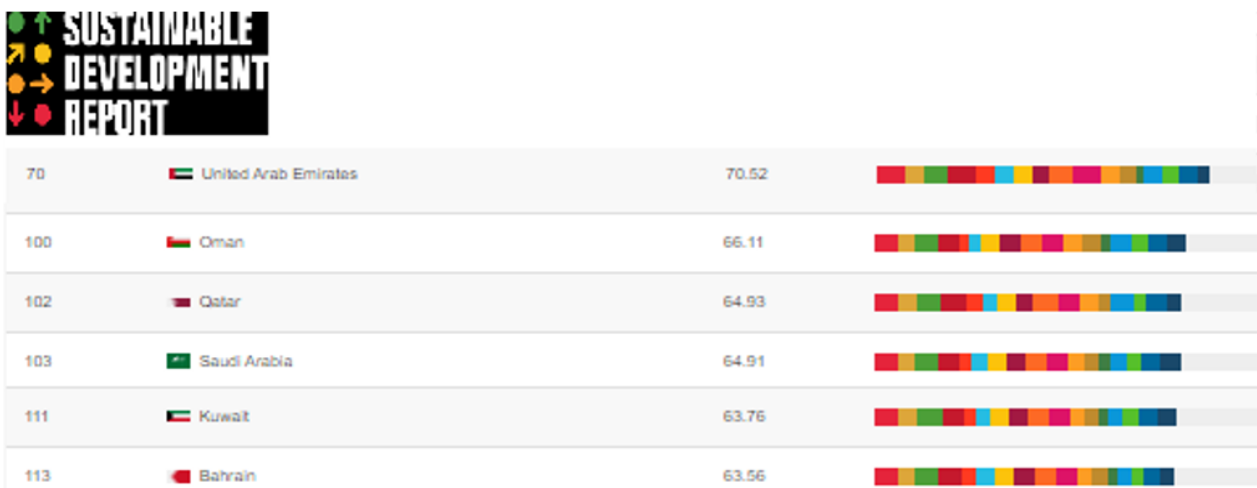 SUSTAINABLE
DEVELOPMENT
REPORT
70 United Arab Emirates 70.52
100 Oman 66.11
102 Qatar 64.93
103 Saudi Arabia 64.91
111 Kuwait 63.76
113 Bahrain 63.56